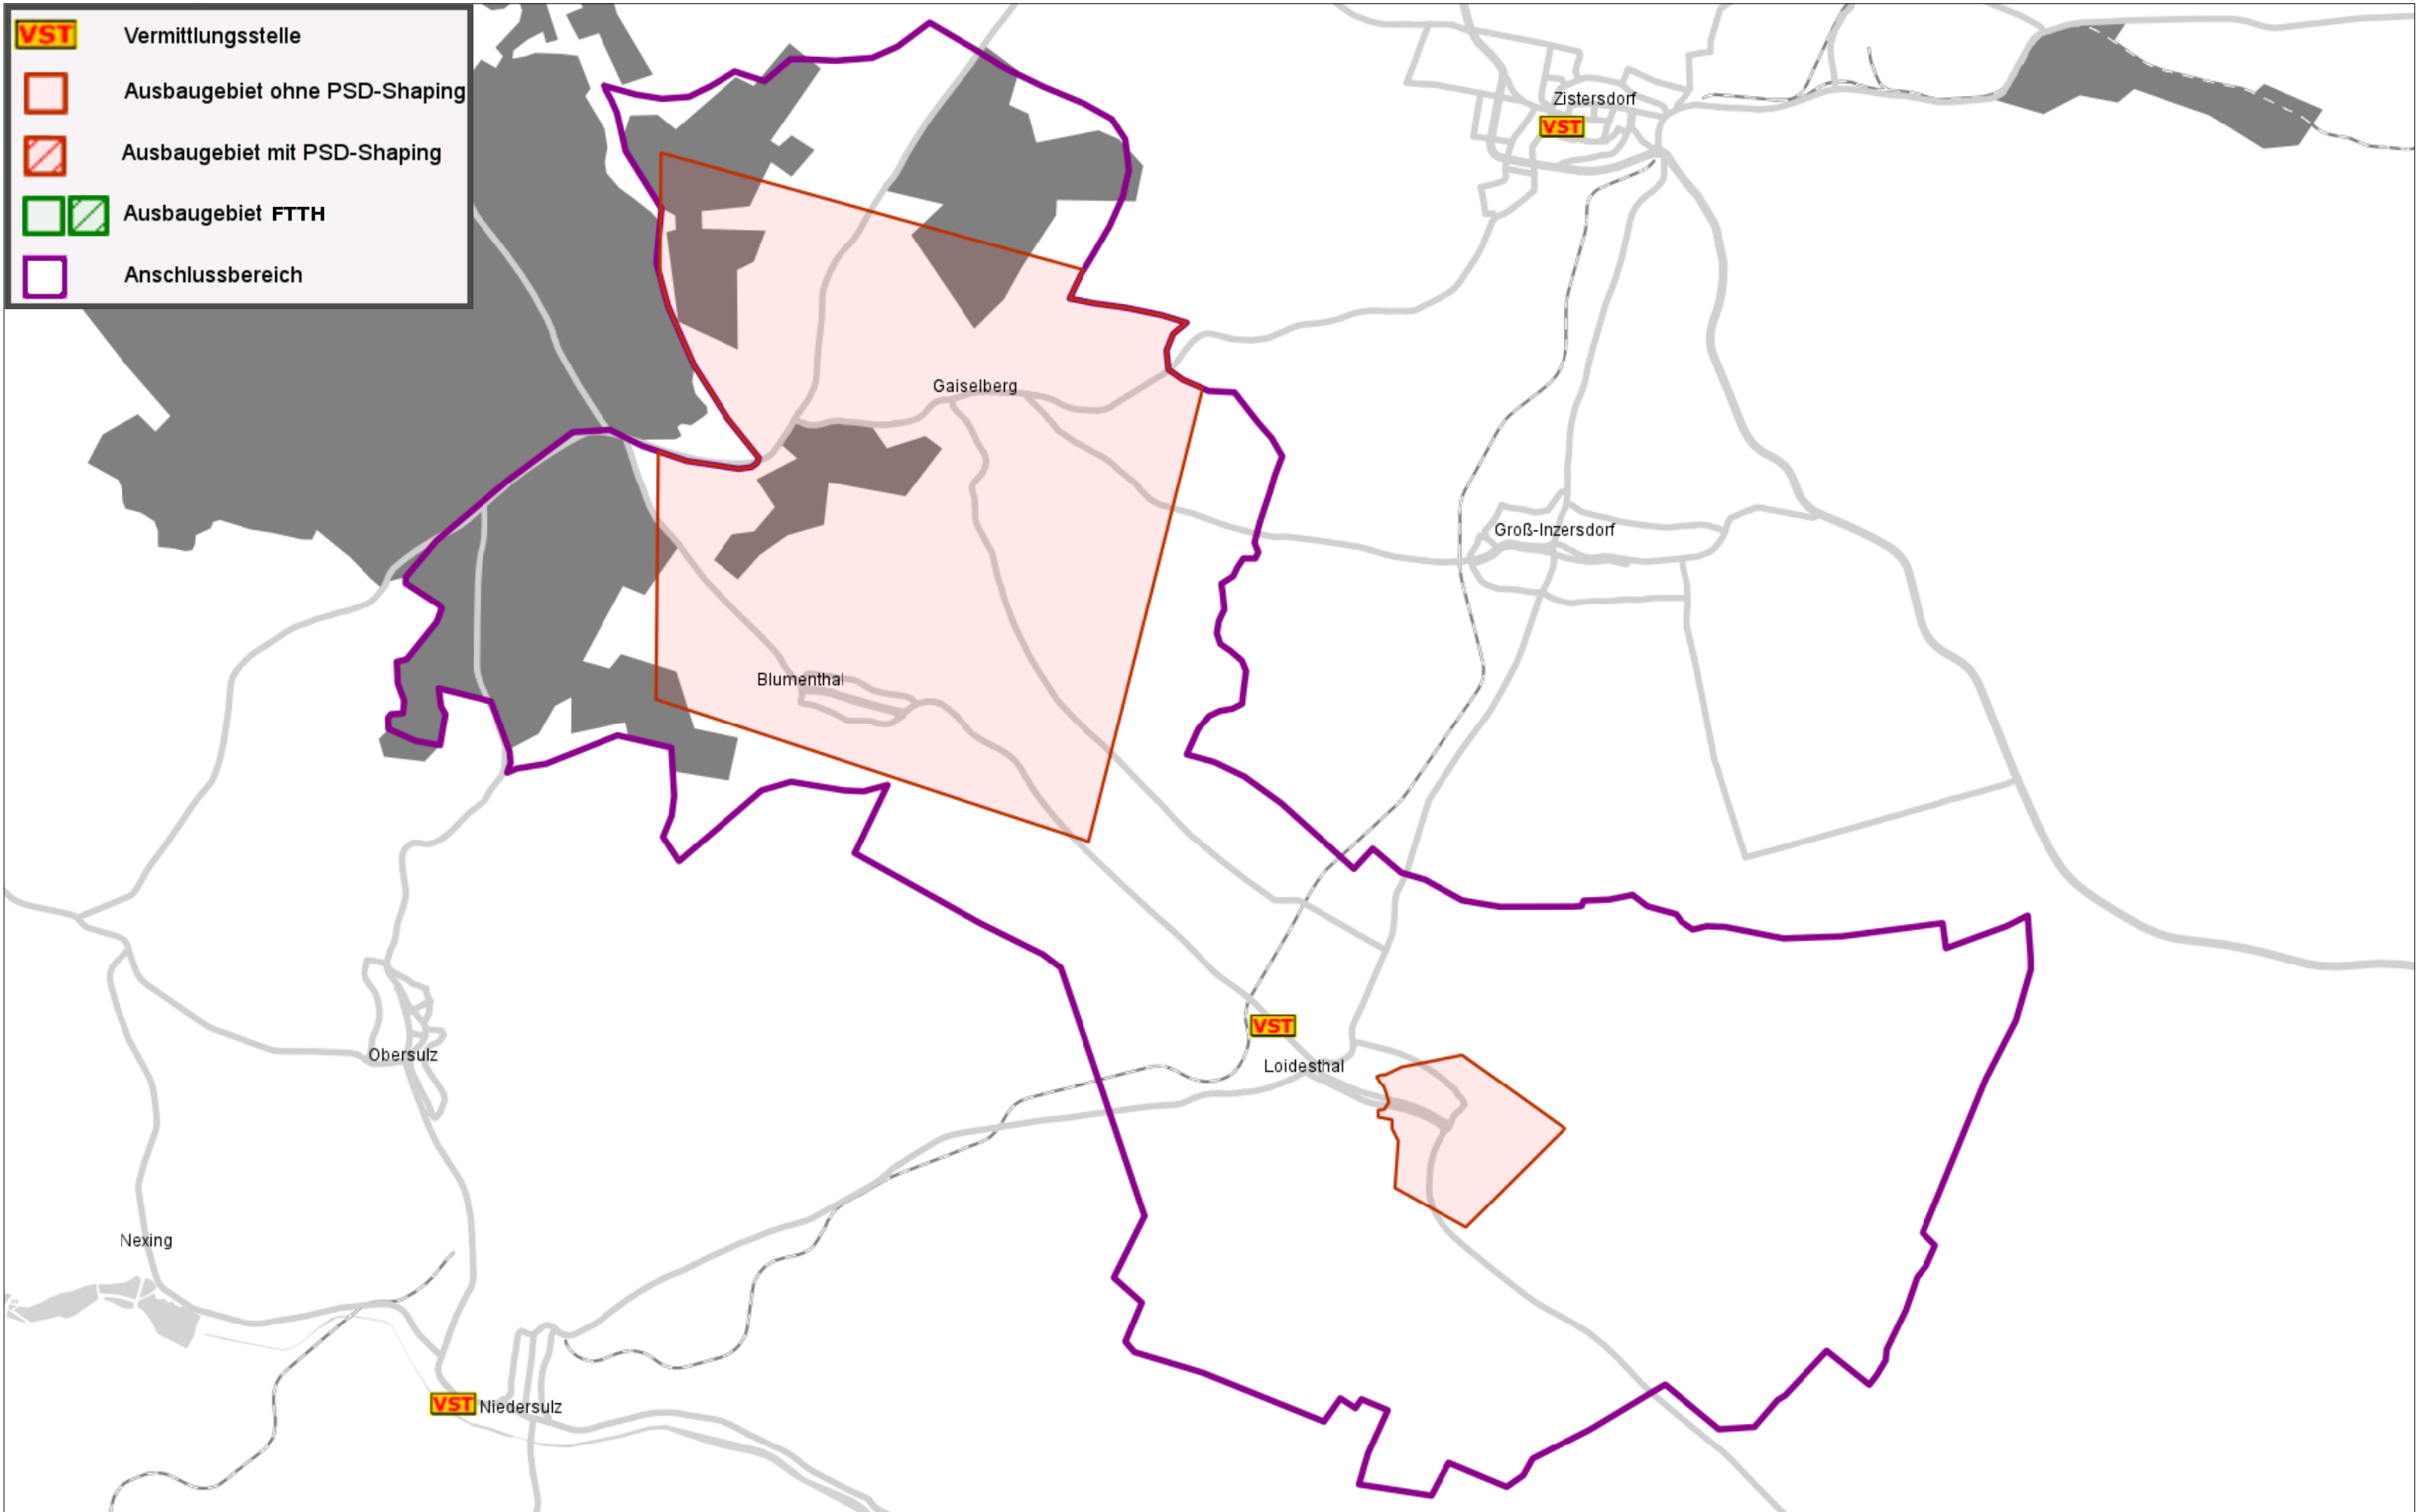 VST Vermittlungsstelle
Ausbaugebiet ohne PSD-Shaping
Ausbaugebiet mit PSD-Shaping
Ausbaugebiet FTTH
Anschlussbereich
Zistersdorf
VST
Gaiselberg
Groß-Inzersdorf
Blumenthal
VST
Loidesthal
Obersulz
Nexing
VST Niedersulz